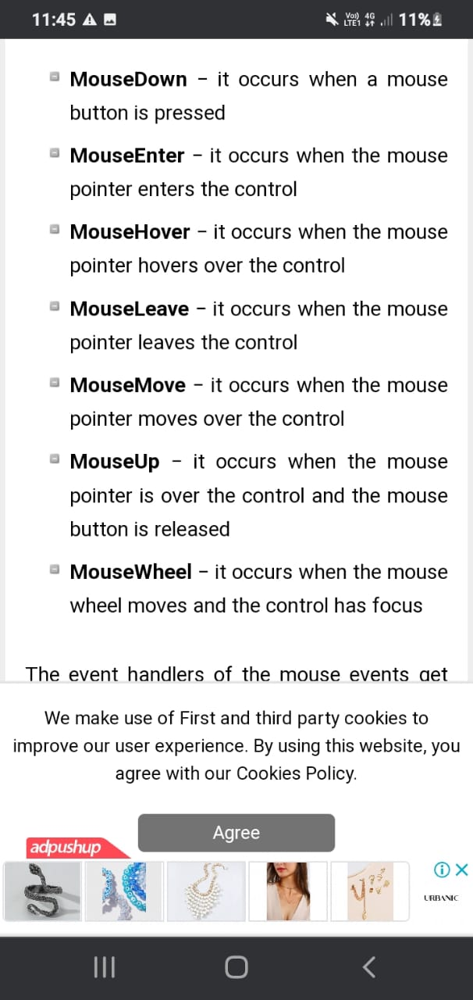 11:45
Vo)) 4G
LTE1
11%
MouseDown – it occurs when a mouse
button is pressed
MouseEnter – it occurs when the mouse
pointer enters the control
MouseHover – it occurs when the mouse
pointer hovers over the control
MouseLeave – it occurs when the mouse
pointer leaves the control
MouseMove – it occurs when the mouse
pointer moves over the control
MouseUp – it occurs when the mouse
pointer is over the control and the mouse
button is released
MouseWheel – it occurs when the mouse
wheel moves and the control has focus
The event handlers of the mouse events get
We make use of First and third party cookies to
improve our user experience. By using this website, you
agree with our Cookies Policy.
Agree
adpushup
URBANIC